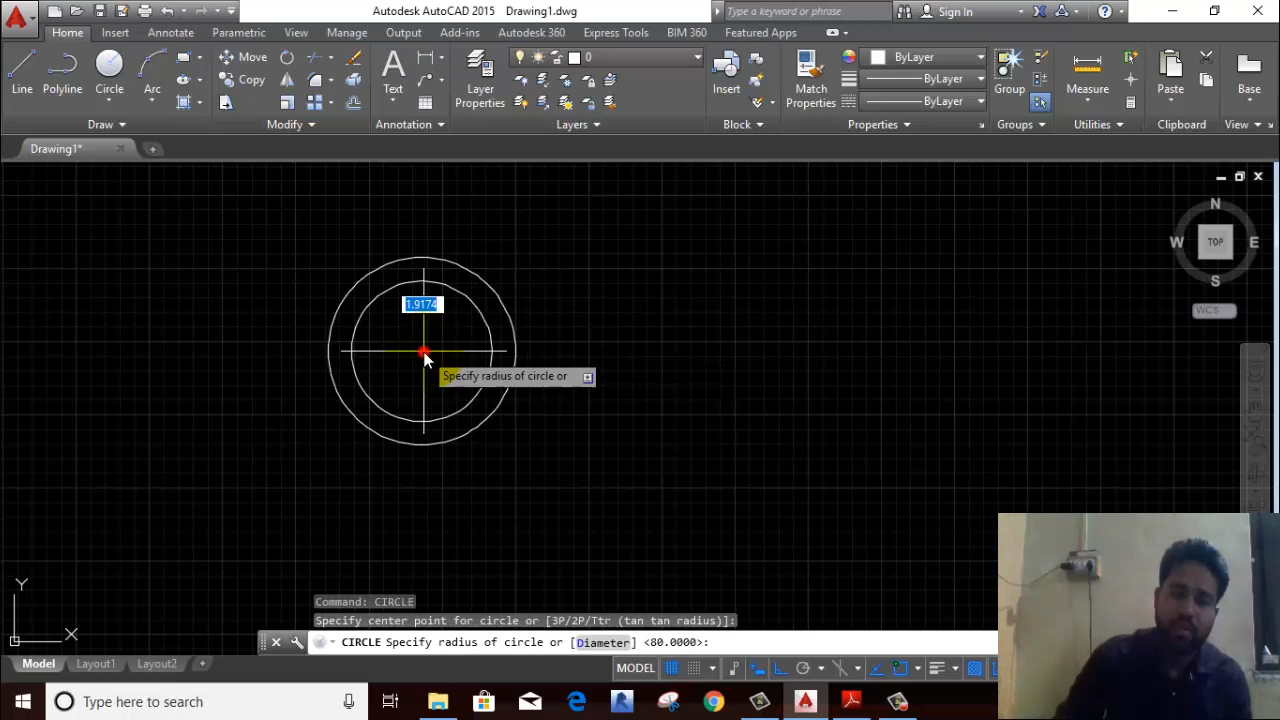 Autodesk AutoCAD 2015 Drawing1.dwg
Type a keyword or phrase
Sign In
Home Insert Annotate Parametric View Manage Output Add-ins Autodesk 360 Express Tools BIM 360 Featured Apps
Line Polyline Circle Arc
Move
Copy
Text
Layer Properties
0
Insert
Match Properties
ByLayer
ByLayer
ByLayer
Group
Measure
Paste
Base
Draw Modify Annotation Layers Block Properties Groups Utilities Clipboard View
Drawing1*
N
W TOP E
S
WCS
1.9174
Specify radius of circle or
Y
X
Command: CIRCLE
Specify center point for circle or [3P/2P/Ttr (tan tan radius)]:
CIRCLE Specify radius of circle or [Diameter] <80.0000>:
Model Layout1 Layout2
MODEL
Type here to search